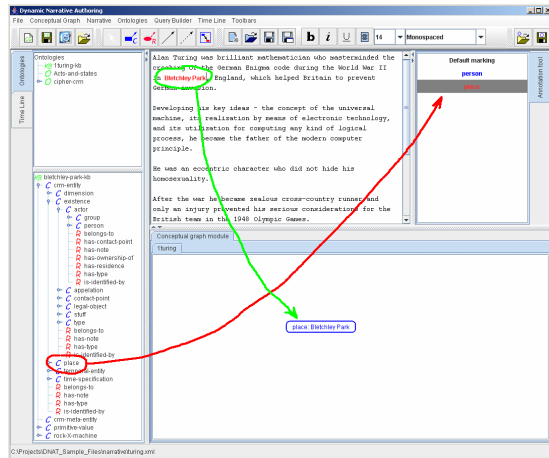 Dynamic Narrative Authoring
File Conceptual Graph Narrative Ontologies Query Builder Time Line Toolbars
b i U 14 Monospaced
Ontologies
Time Line
Ontologies
1turing-kb
Acts-and-states
cipher-crm
Alan Turing was brilliant mathematician who masterminded the
cracking of the German Enigma code during the World War II
in Bletchley Park, England, which helped Britain to prevent
German invasion.
Developing his key ideas - the concept of the universal
machine, its realization by means of electronic technology,
and its utilization for computing any kind of logical
process, he became the father of the modern computer
principle.
He was an eccentric character who did not hide his
homosexuality.
After the war he became zealous cross-country runner and
only an injury prevented his serious considerations for the
British team in the 1948 Olympic Games.
Default marking
person
place
Annotation tool
bletchley-park-kb
C crm-entity
C dimension
C existence
C actor
C group
C person
R belongs-to
R has-contact-point
R has-note
R has-ownership-of
R has-residence
R has-type
R is-identified-by
C appelation
C contact-point
C legal-object
C stuff
C type
R belongs-to
R has-note
R has-type
R is-identified-by
C place
C temporal-entity
C time-specification
R belongs-to
R has-note
R has-type
R is-identified-by
C crm-meta-entity
C primitive-value
C rock-X-machine
Conceptual graph module
1turing
place: Bletchley Park
C:\Projects\DNAT_Sample_Files\narrative\turing.xml